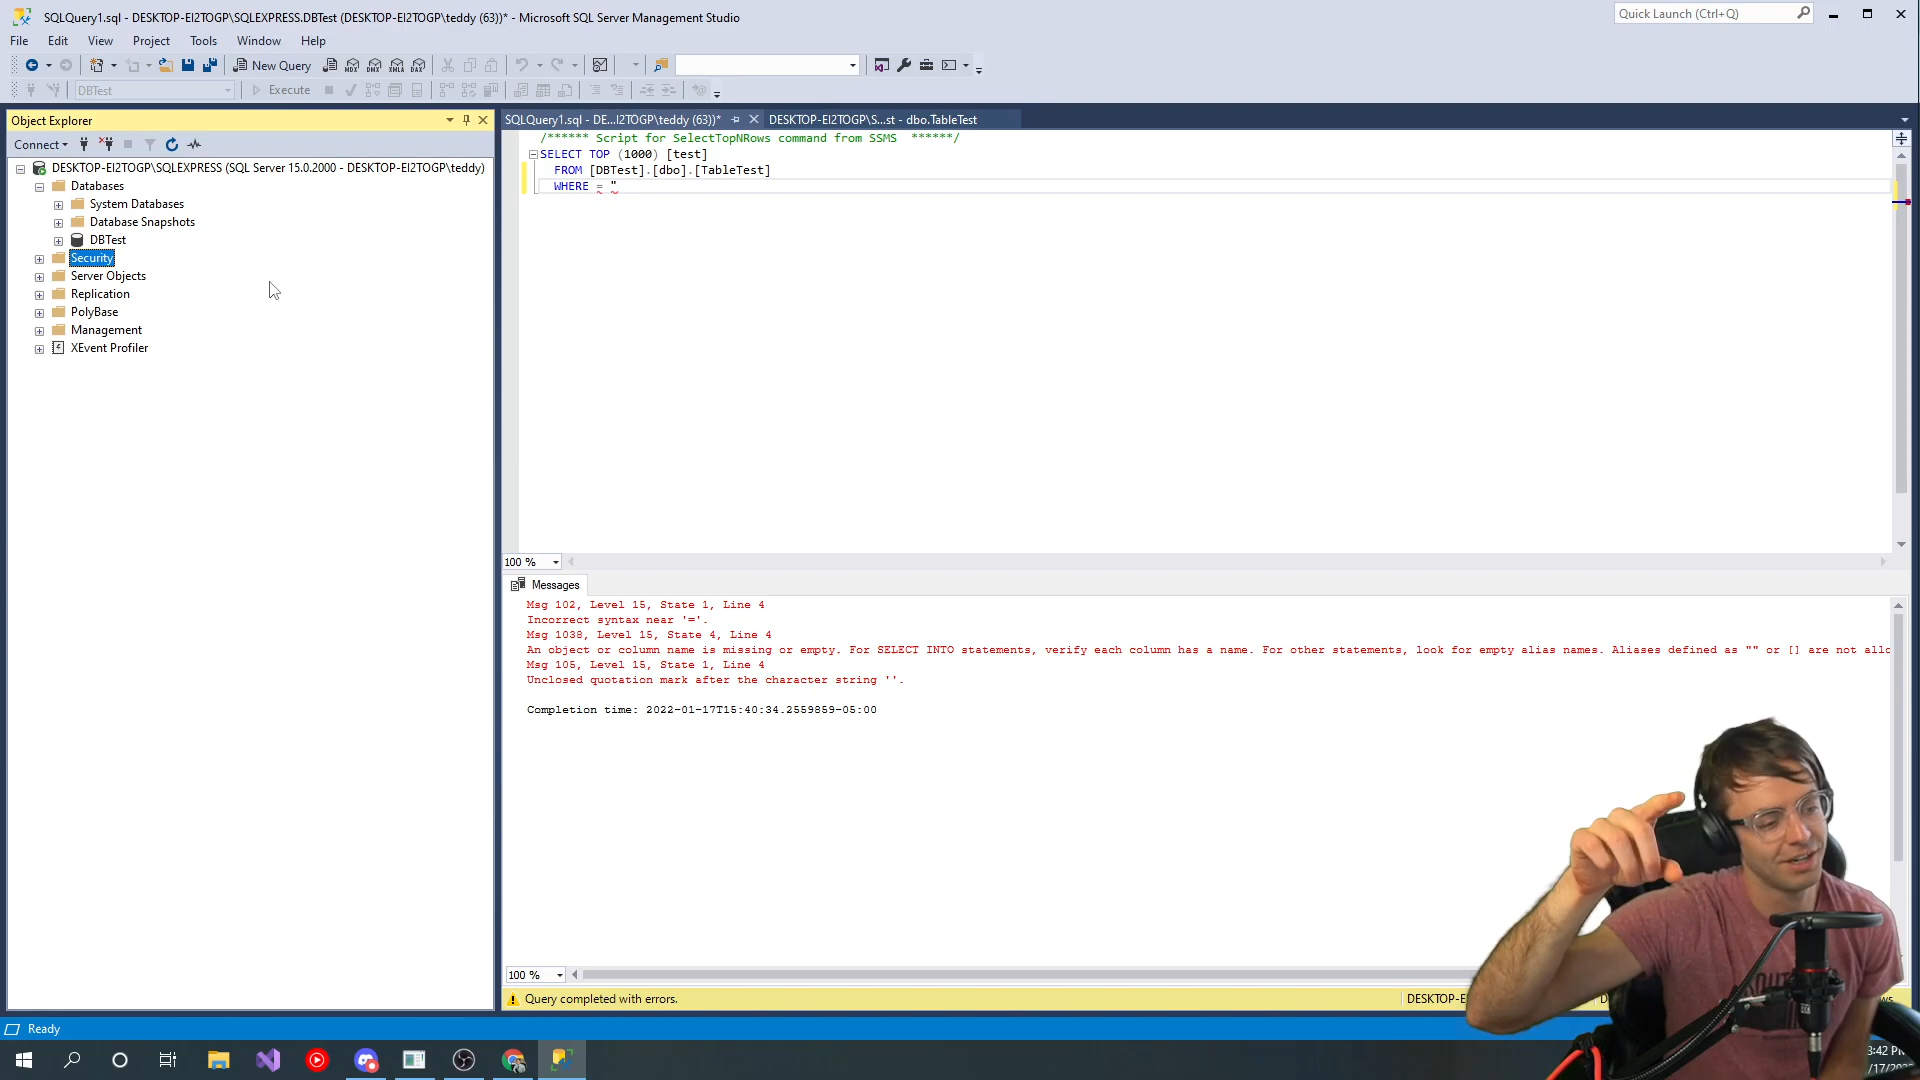 SQLQuery1.sql - DESKTOP-EI2TOGP\SQLEXPRESS.DBTest (DESKTOP-EI2TOGP\teddy (63))* - Microsoft SQL Server Management Studio
Quick Launch (Ctrl+Q)
File Edit View Project Tools Window Help
New Query
DBTest
Execute
Object Explorer
SQLQuery1.sql - DE...I2TOGP\teddy (63))*
DESKTOP-EI2TOGP\S...st - dbo.TableTest
Connect
DESKTOP-EI2TOGP\SQLEXPRESS (SQL Server 15.0.2000 - DESKTOP-EI2TOGP\teddy)
Databases
System Databases
Database Snapshots
DBTest
Security
Server Objects
Replication
PolyBase
Management
XEvent Profiler
/****** Script for SelectTopNRows command from SSMS ******/
SELECT TOP (1000) [test]
FROM [DBTest].[dbo].[TableTest]
WHERE = "
100 %
Messages
Msg 102, Level 15, State 1, Line 4
Incorrect syntax near '='.
Msg 1038, Level 15, State 4, Line 4
An object or column name is missing or empty. For SELECT INTO statements, verify each column has a name. For other statements, look for empty alias names. Aliases defined as "" or [] are not allo
Msg 105, Level 15, State 1, Line 4
Unclosed quotation mark after the character string ''.
Completion time: 2022-01-17T15:40:34.2559859-05:00
100 %
Query completed with errors.
DESKTOP-E
Ready
3:42 P
/17/202